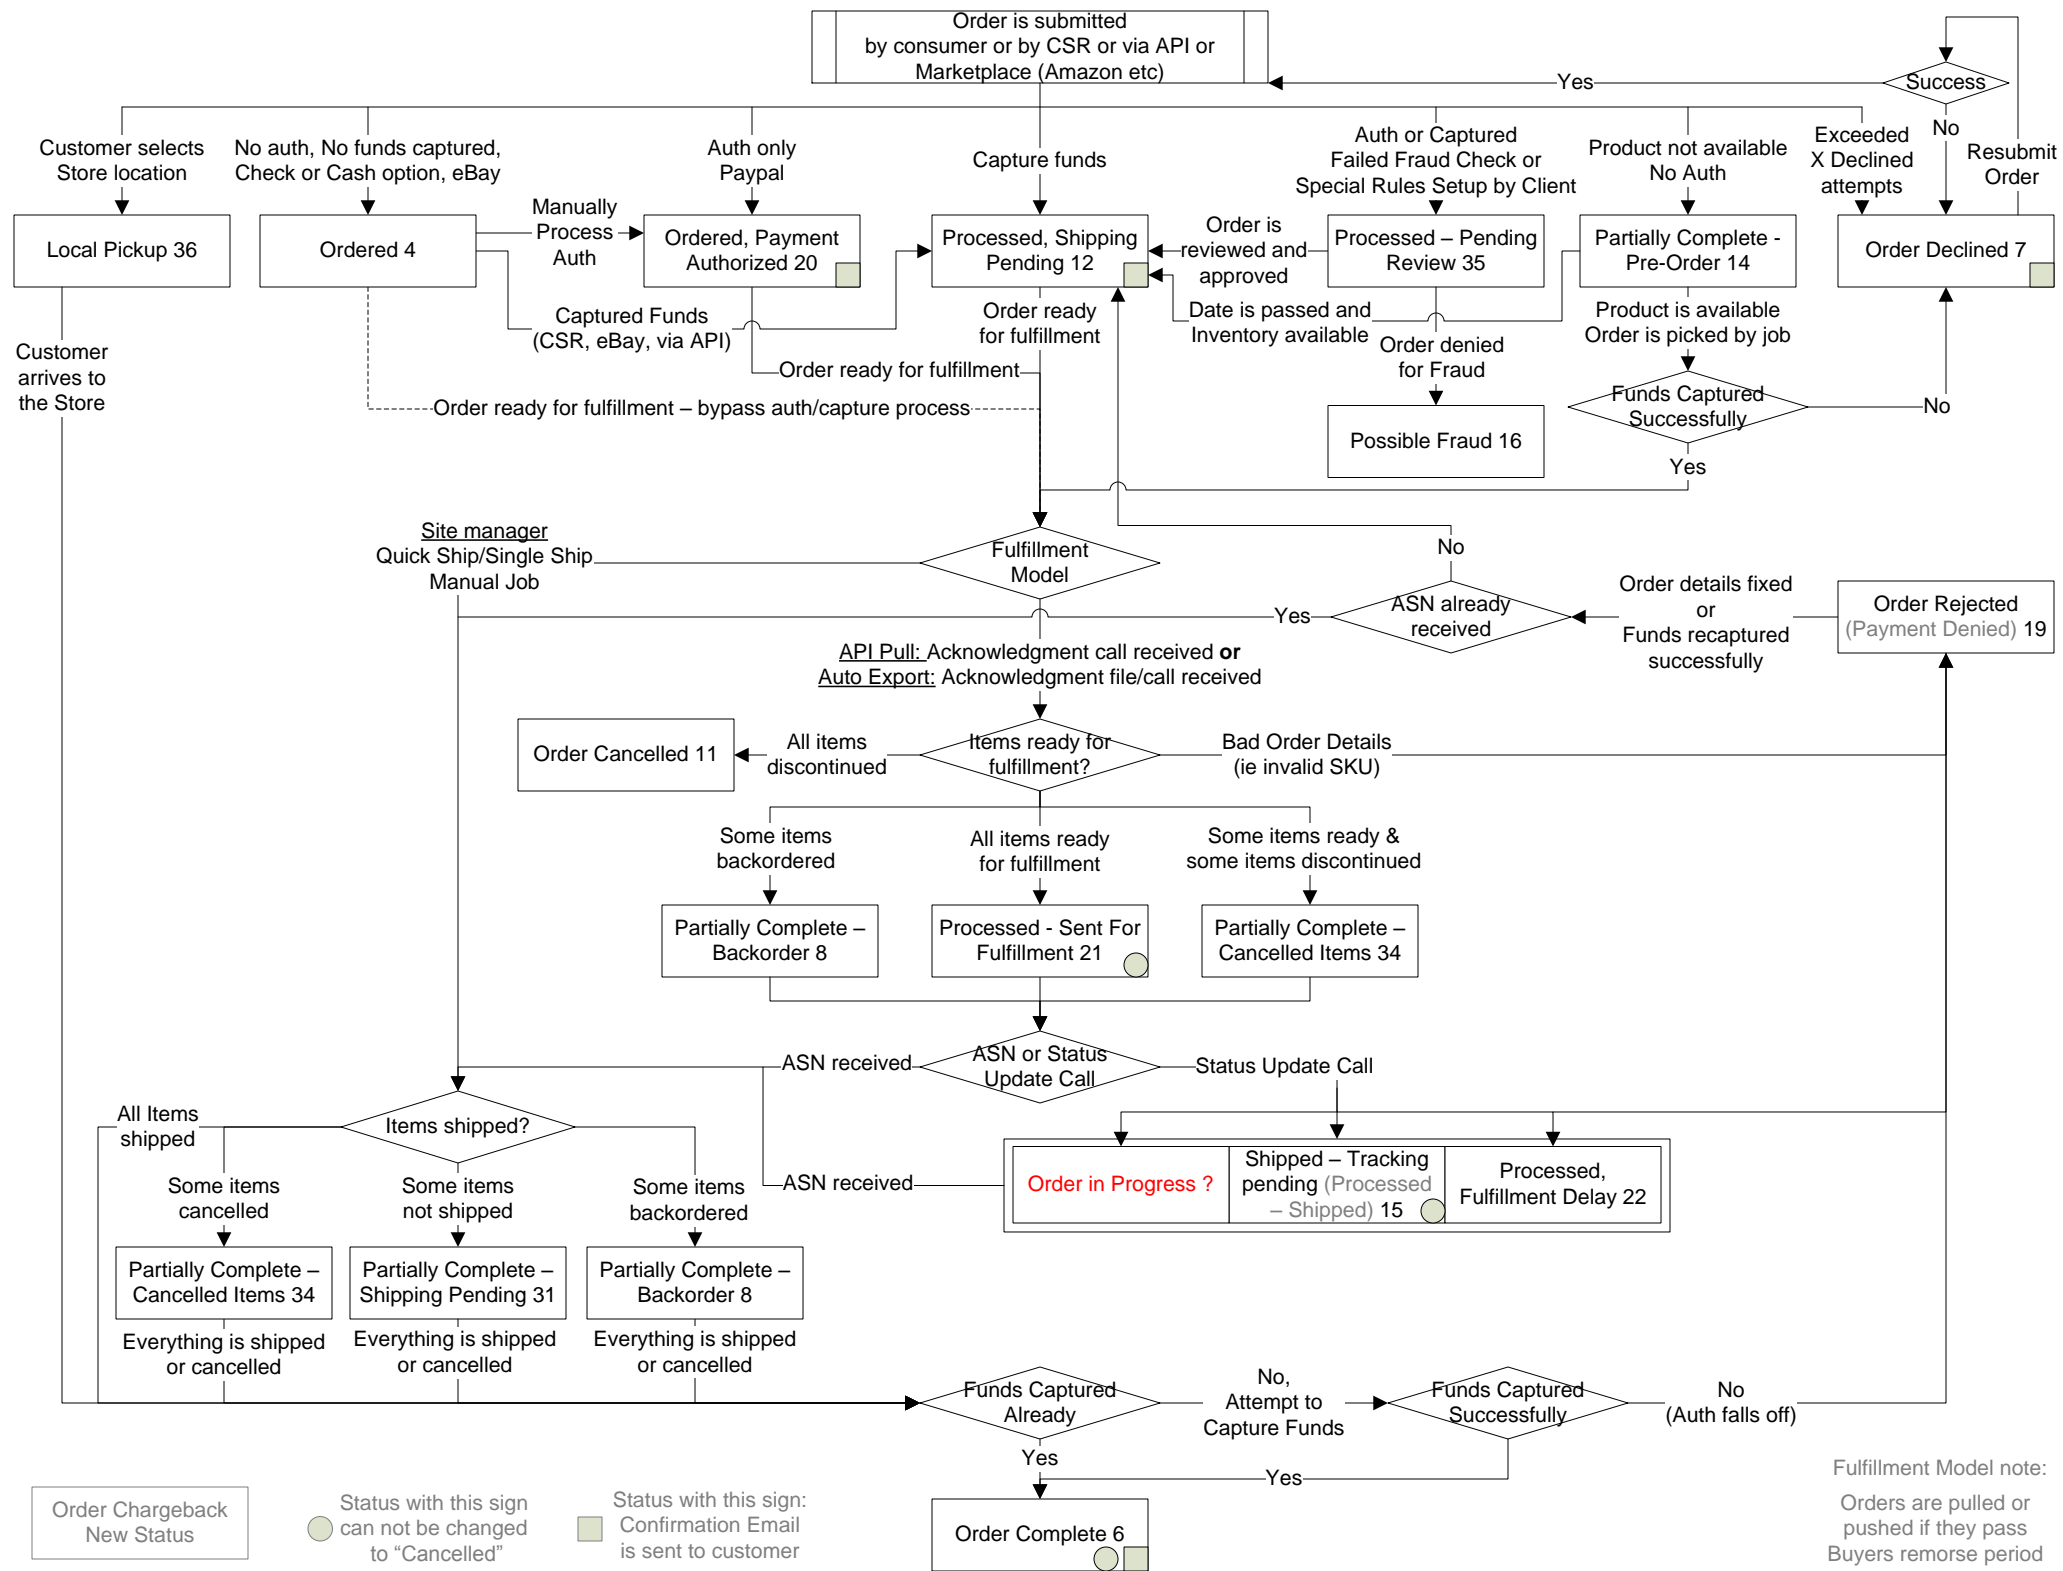 Order is submitted
by consumer or by CSR or via API or
Marketplace (Amazon etc)
Yes
Success
No
Resubmit
Order
Customer selects
Store location
No auth, No funds captured,
Check or Cash option, eBay
Auth only
Paypal
Capture funds
Auth or Captured
Failed Fraud Check or
Special Rules Setup by Client
Product not available
No Auth
Exceeded
X Declined
attempts
Local Pickup 36
Ordered 4
Manually
Process
Auth
Ordered, Payment
Authorized 20
Processed, Shipping
Pending 12
Order is
reviewed and
approved
Processed – Pending
Review 35
Partially Complete -
Pre-Order 14
Order Declined 7
Captured Funds
(CSR, eBay, via API)
Order ready
for fulfillment
Date is passed and
Inventory available
Product is available
Order is picked by job
Customer
arrives to
the Store
Order ready for fulfillment
Order denied
for Fraud
Funds Captured
Successfully
No
Order ready for fulfillment – bypass auth/capture process
Possible Fraud 16
Yes
Site manager
Quick Ship/Single Ship
Manual Job
Fulfillment
Model
No
Yes
ASN already
received
Order details fixed
or
Funds recaptured
successfully
Order Rejected
(Payment Denied) 19
API Pull: Acknowledgment call received or
Auto Export: Acknowledgment file/call received
Order Cancelled 11
All items
discontinued
Items ready for
fulfillment?
Bad Order Details
(ie invalid SKU)
Some items
backordered
All items ready
for fulfillment
Some items ready &
some items discontinued
Partially Complete –
Backorder 8
Processed - Sent For
Fulfillment 21
Partially Complete –
Cancelled Items 34
ASN received
ASN or Status
Update Call
Status Update Call
All Items
shipped
Items shipped?
ASN received
Order in Progress ?
Shipped – Tracking
pending (Processed
– Shipped) 15
Processed,
Fulfillment Delay 22
Some items
cancelled
Some items
not shipped
Some items
backordered
Partially Complete –
Cancelled Items 34
Partially Complete –
Shipping Pending 31
Partially Complete –
Backorder 8
Everything is shipped
or cancelled
Everything is shipped
or cancelled
Everything is shipped
or cancelled
Funds Captured
Already
No,
Attempt to
Capture Funds
Funds Captured
Successfully
No
(Auth falls off)
Yes
Yes
Order Complete 6
Order Chargeback
New Status
Status with this sign
can not be changed
to “Cancelled”
Status with this sign:
Confirmation Email
is sent to customer
Fulfillment Model note:
Orders are pulled or
pushed if they pass
Buyers remorse period